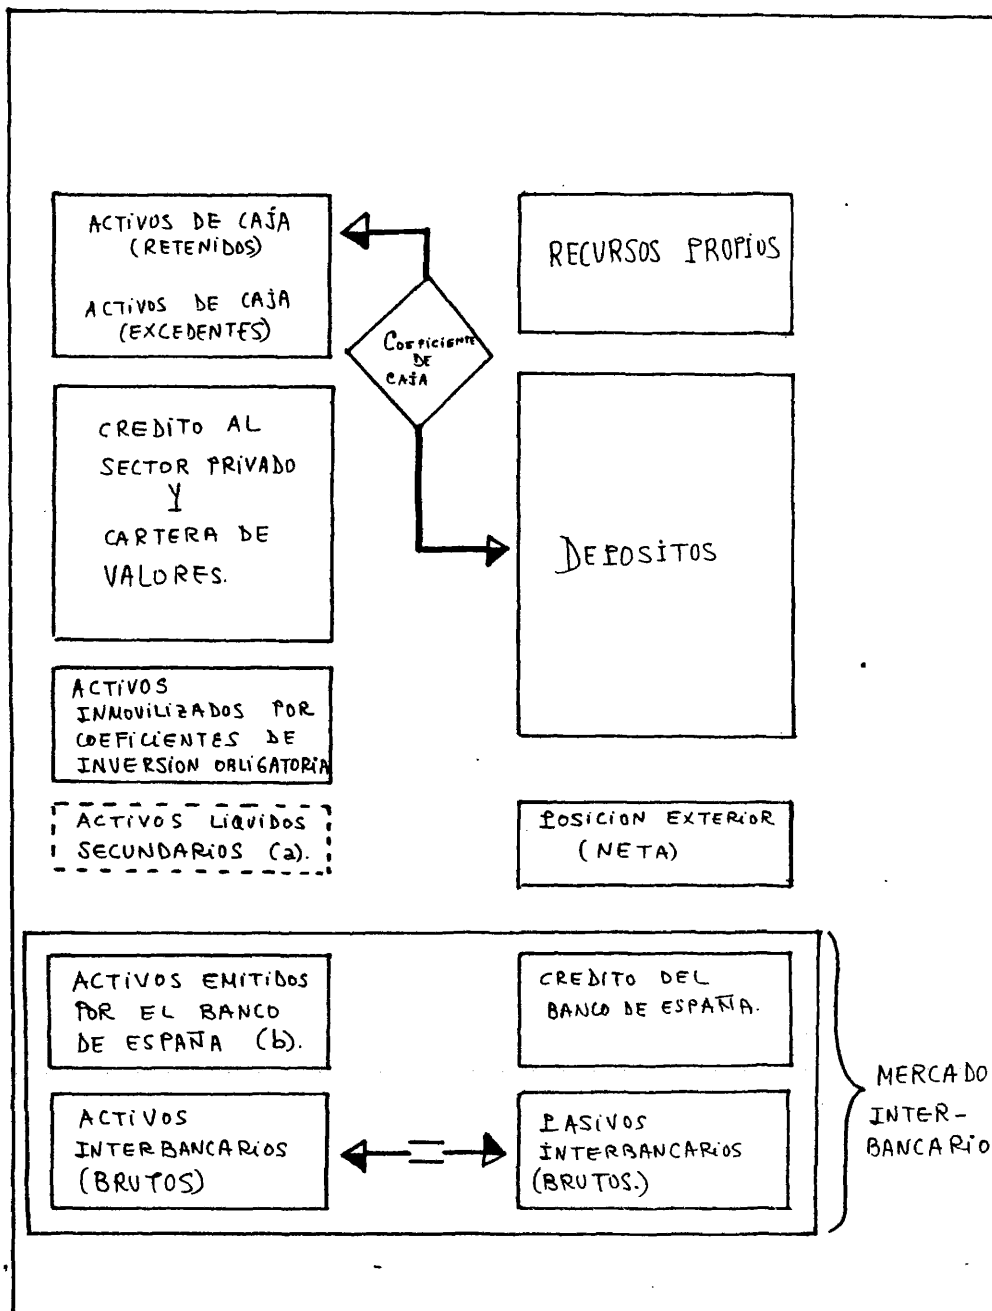 ACTIVOS DE CAJA
(RETENIDOS)
ACTIVOS DE CAJA
(EXCEDENTES)
COEFICIENTE
DE
CAJA
RECURSOS PROPIOS
CREDITO AL
SECTOR PRIVADO
Y
CARTERA DE
VALORES.
DEPOSITOS
ACTIVOS
INMOVILIZADOS POR
COEFICIENTES DE
INVERSION OBLIGATORIA
ACTIVOS LIQUIDOS
SECUNDARIOS (a).
POSICION EXTERIOR
(NETA)
ACTIVOS EMITIDOS
POR EL BANCO
DE ESPAÑA (b).
CREDITO DEL
BANCO DE ESPAÑA.
ACTIVOS
INTERBANCARIOS
(BRUTOS)
=
PASIVOS
INTERBANCARIOS
(BRUTOS.)
MERCADO
INTER-
BANCARIO